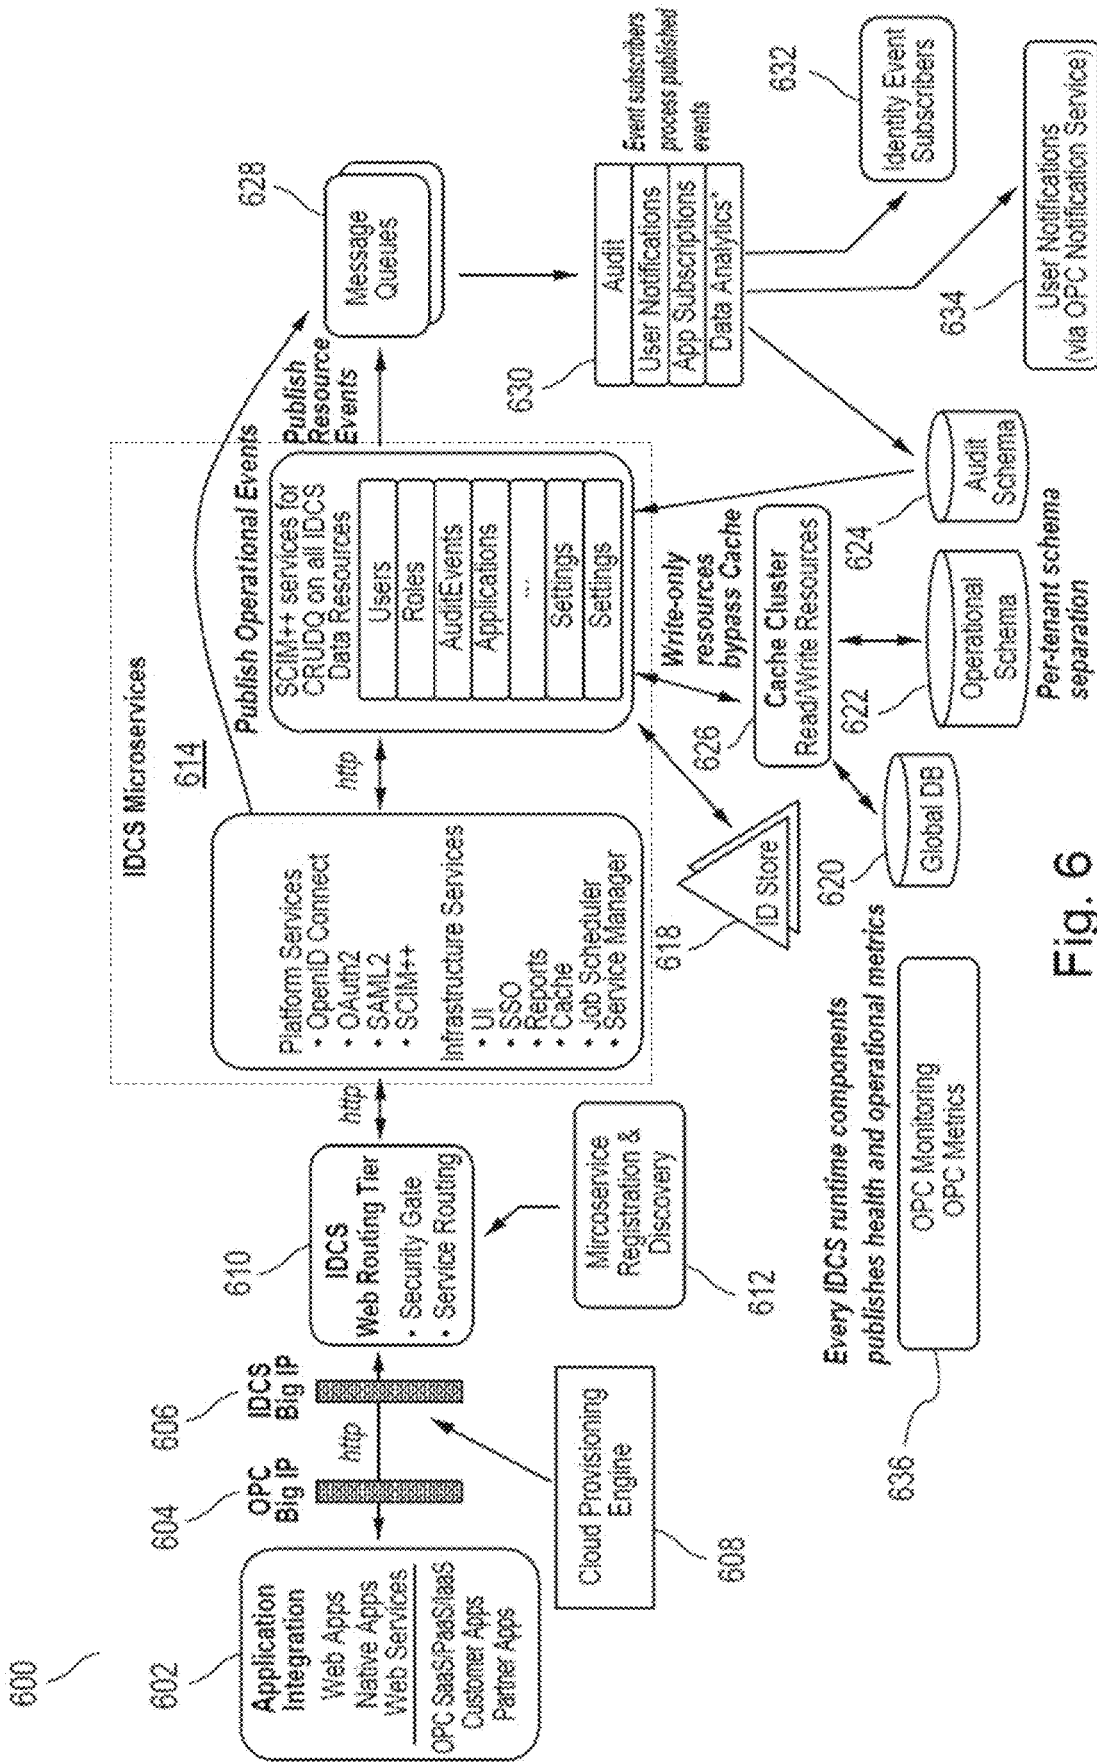 600
602
Application
Integration
Web Apps
Native Apps
Web Services
OPC SaaS/PaaS/IaaS
Customer Apps
Partner Apps
604
OPC
Big IP
http
606
IDCS
Big IP
Cloud Provisioning
Engine
608
610
IDCS
Web Routing Tier
• Security Gate
• Service Routing
Mircoservice
Registration &
Discovery
612
http
IDCS Microservices
614
Platform Services
• OpenID Connect
• OAuth2
• SAML2
• SCIM++
Infrastructure Services
• UI
• SSO
• Reports
• Cache
• Job Scheduler
• Service Manager
http
Publish Operational Events
SCIM++ services for
CRUDQ on all IDCS
Data Resources
Users
Roles
AuditEvents
Applications
...
Settings
Settings
Publish
Resource
Events
628
Message
Queues
630
Audit
User Notifications
App Subscriptions
Data Analytics*
Event subscribers
process published
events
632
Identity Event
Subscribers
634
User Notifications
(via OPC Notification Service)
618
ID Store
620
Global DB
626
Cache Cluster
Read/Write Resources
Write-only
resources
bypass Cache
622
Operational
Schema
624
Audit
Schema
Per-tenant schema
separation
Every IDCS runtime components
publishes health and operational metrics
OPC Monitoring
OPC Metrics
636
Fig. 6